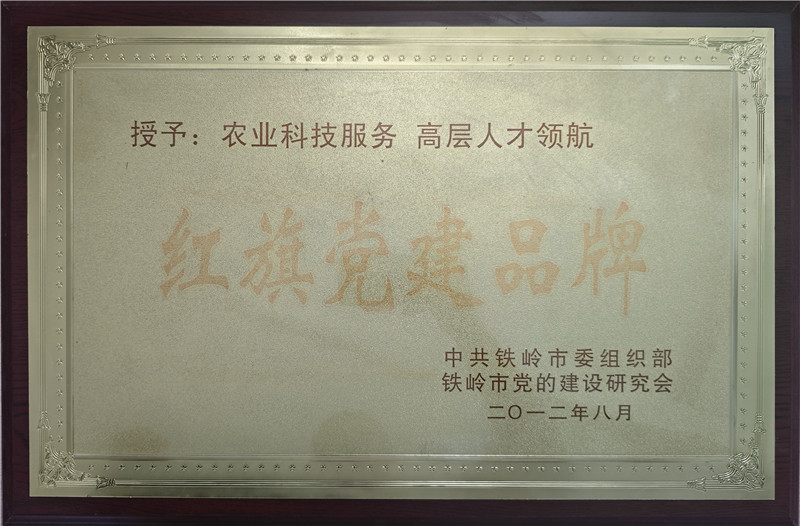 授予：农业科技服务 高层人才领航
红旗党建品牌
中共铁岭市委组织部
铁岭市党的建设研究会
二〇一二年八月